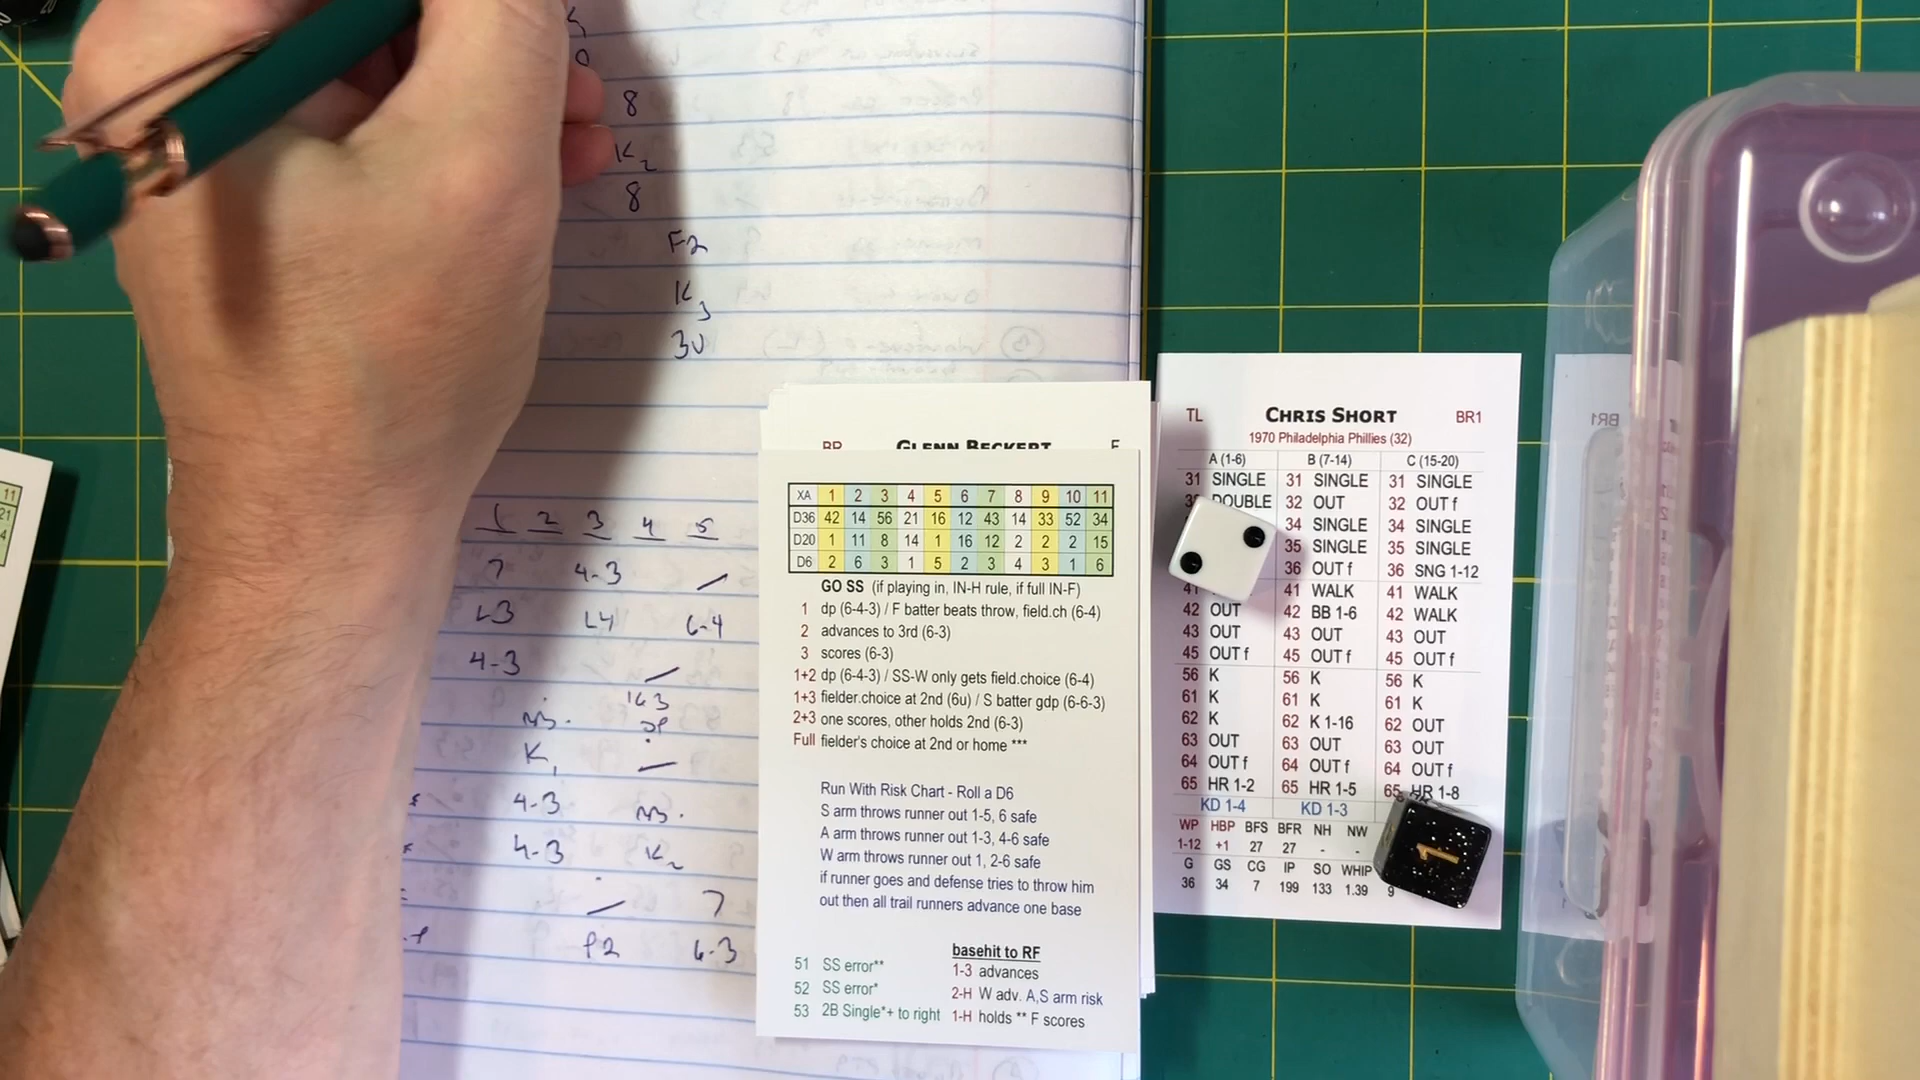 8
K2
8
F2
K3
3U
1 2 3 4 5
7 4-3
L3 L4 6-4
4-3
K3
K1
4-3
4-3 K2
7
P2 6-3
BR GLENN BECKERT F
XA 1 2 3 4 5 6 7 8 9 10 11
D36 42 14 56 21 16 12 43 14 33 52 34
D20 1 11 8 14 1 16 12 2 2 2 15
D6 2 6 3 1 5 2 3 4 3 1 6
GO SS (if playing in, IN-H rule, if full IN-F)
1 dp (6-4-3) / F batter beats throw, field.ch (6-4)
2 advances to 3rd (6-3)
3 scores (6-3)
1+2 dp (6-4-3) / SS-W only gets field.choice (6-4)
1+3 fielder.choice at 2nd (6u) / S batter gdp (6-6-3)
2+3 one scores, other holds 2nd (6-3)
Full fielder's choice at 2nd or home ***
Run With Risk Chart - Roll a D6
S arm throws runner out 1-5, 6 safe
A arm throws runner out 1-3, 4-6 safe
W arm throws runner out 1, 2-6 safe
if runner goes and defense tries to throw him
out then all trail runners advance one base
basehit to RF
51 SS error** 1-3 advances
52 SS error* 2-H W adv. A,S arm risk
53 2B Single*+ to right 1-H holds ** F scores
TL CHRIS SHORT BR1
1970 Philadelphia Phillies (32)
A (1-6) B (7-14) C (15-20)
31 SINGLE 31 SINGLE 31 SINGLE
DOUBLE 32 OUT 32 OUT f
34 SINGLE 34 SINGLE
35 SINGLE 35 SINGLE
36 OUT f 36 SNG 1-12
41 41 WALK 41 WALK
42 OUT 42 BB 1-6 42 WALK
43 OUT 43 OUT 43 OUT
45 OUT f 45 OUT f 45 OUT f
56 K 56 K 56 K
61 K 61 K 61 K
62 K 62 K 1-16 62 OUT
63 OUT 63 OUT 63 OUT
64 OUT f 64 OUT f 64 OUT f
65 HR 1-2 65 HR 1-5 65 HR 1-8
KD 1-4 KD 1-3
WP HBP BFS BFR NH NW
1-12 +1 27 27 - -
G GS CG IP SO WHIP
36 34 7 199 133 1.39 9
1
BR1
11
21
4